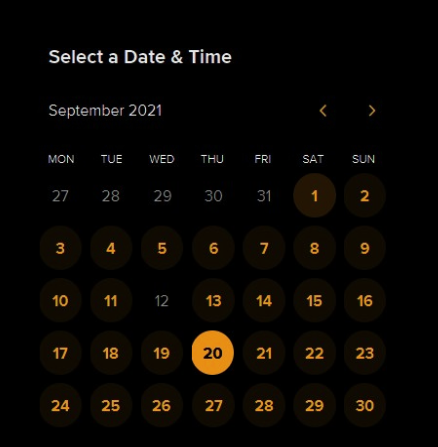 Select a Date & Time
September 2021
MON TUE WED THU FRI SAT SUN
27 28 29 30 31 1 2
3 4 5 6 7 8 9
10 11 12 13 14 15 16
17 18 19 20 21 22 23
24 25 26 27 28 29 30